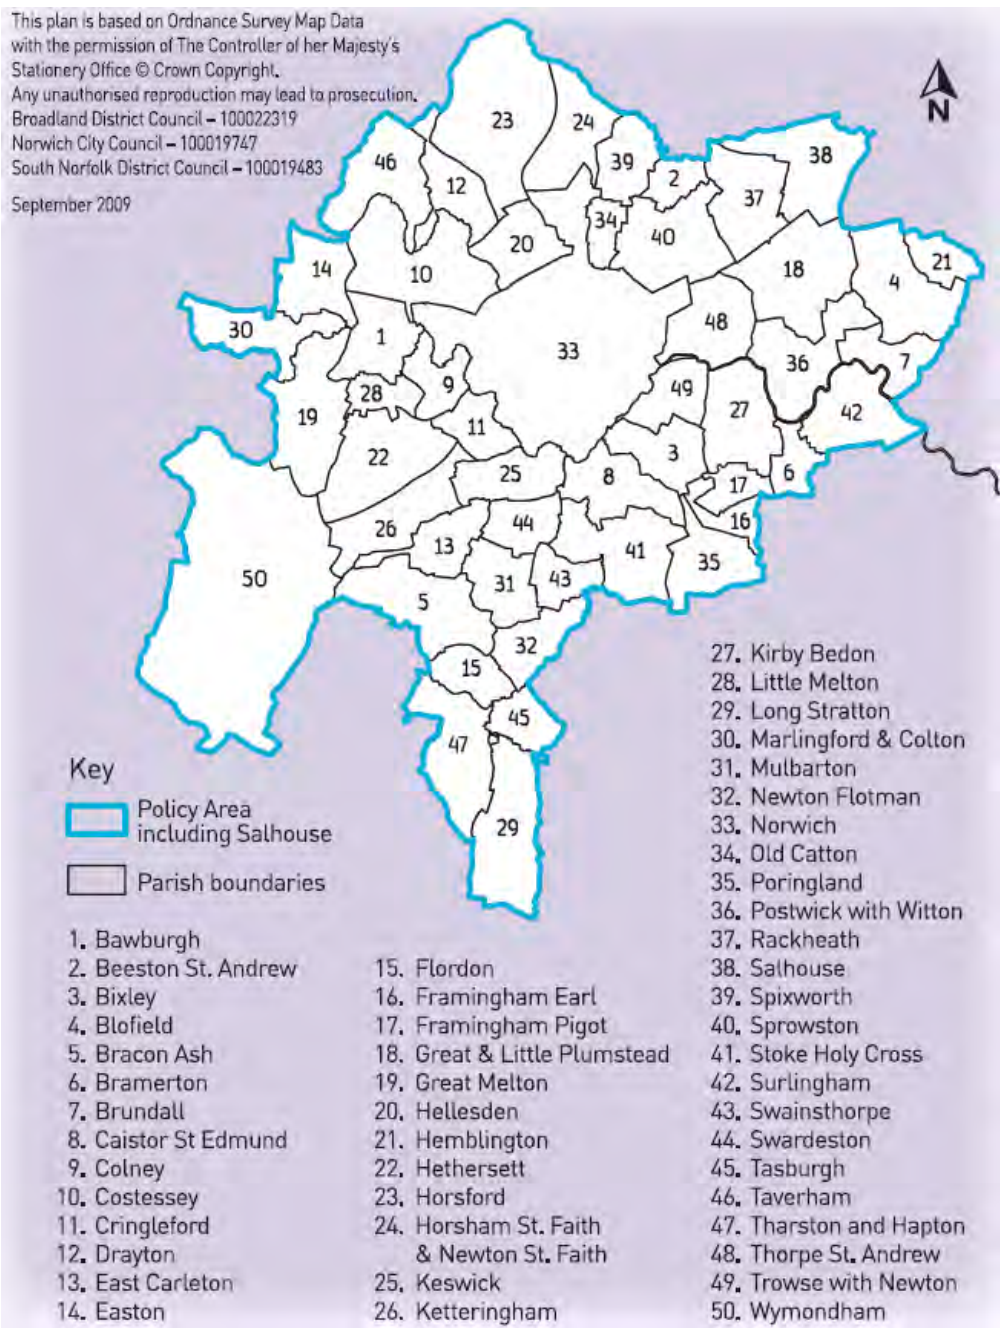 This plan is based on Ordnance Survey Map Data
with the permission of The Controller of her Majesty's
Stationery Office © Crown Copyright.
Any unauthorised reproduction may lead to prosecution.
Broadland District Council – 100022319
Norwich City Council – 100019747
South Norfolk District Council – 100019483
September 2009
N
23
24
46
39
38
2
12
37
34
40
20
14
10
18
4
21
30
48
1
33
36
7
9
49
28
27
42
19
11
22
3
25
8
17
6
44
16
26
13
41
35
50
31
43
5
32
15
45
47
29
Key
Policy Area
including Salhouse
Parish boundaries
1. Bawburgh
2. Beeston St. Andrew
3. Bixley
4. Blofield
5. Bracon Ash
6. Bramerton
7. Brundall
8. Caistor St Edmund
9. Colney
10. Costessey
11. Cringleford
12. Drayton
13. East Carleton
14. Easton
15. Flordon
16. Framingham Earl
17. Framingham Pigot
18. Great & Little Plumstead
19. Great Melton
20. Hellesden
21. Hemblington
22. Hethersett
23. Horsford
24. Horsham St. Faith
& Newton St. Faith
25. Keswick
26. Ketteringham
27. Kirby Bedon
28. Little Melton
29. Long Stratton
30. Marlingford & Colton
31. Mulbarton
32. Newton Flotman
33. Norwich
34. Old Catton
35. Poringland
36. Postwick with Witton
37. Rackheath
38. Salhouse
39. Spixworth
40. Sprowston
41. Stoke Holy Cross
42. Surlingham
43. Swainsthorpe
44. Swardeston
45. Tasburgh
46. Taverham
47. Tharston and Hapton
48. Thorpe St. Andrew
49. Trowse with Newton
50. Wymondham